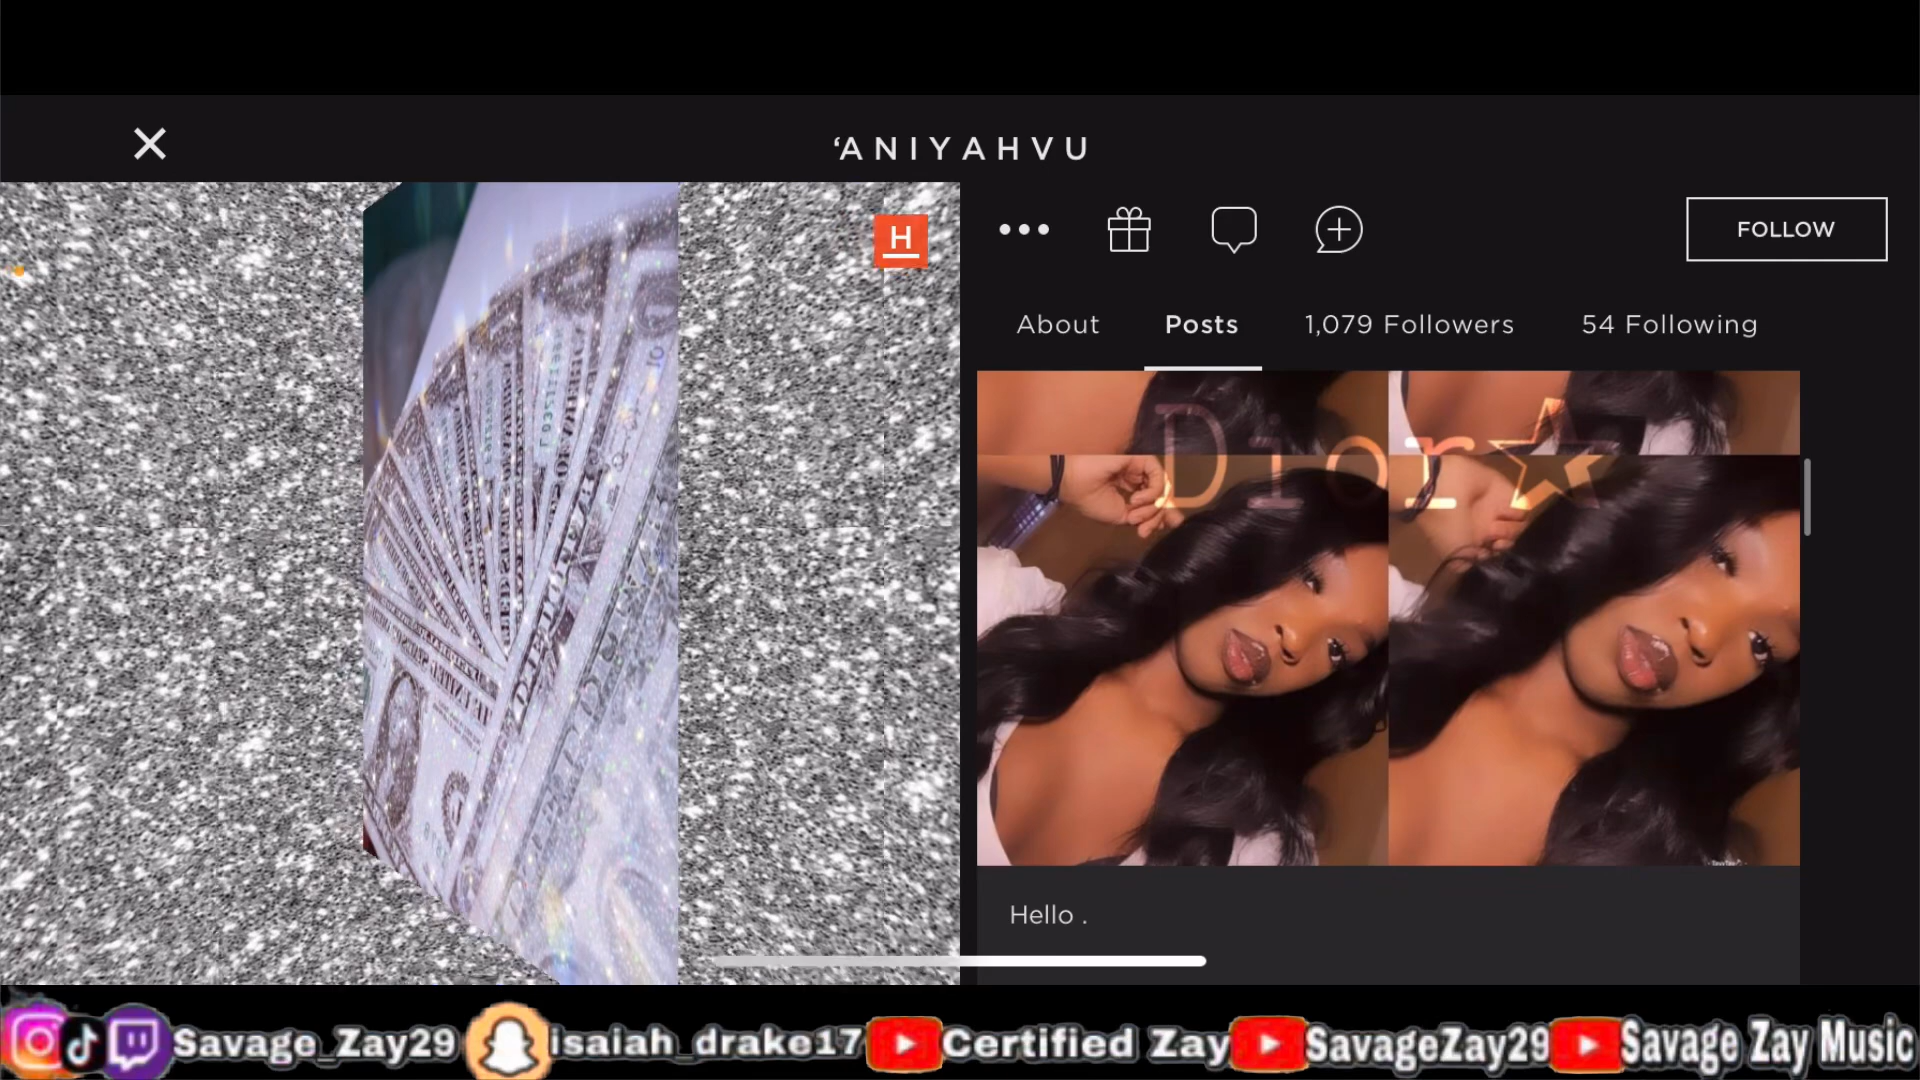 ‘ANIYAHVU
H
FOLLOW
About
Posts
1,079 Followers
54 Following
Dior☆
Hello .
Savage_Zay29
isaiah_drake17
Certified Zay
SavageZay29
Savage Zay Music